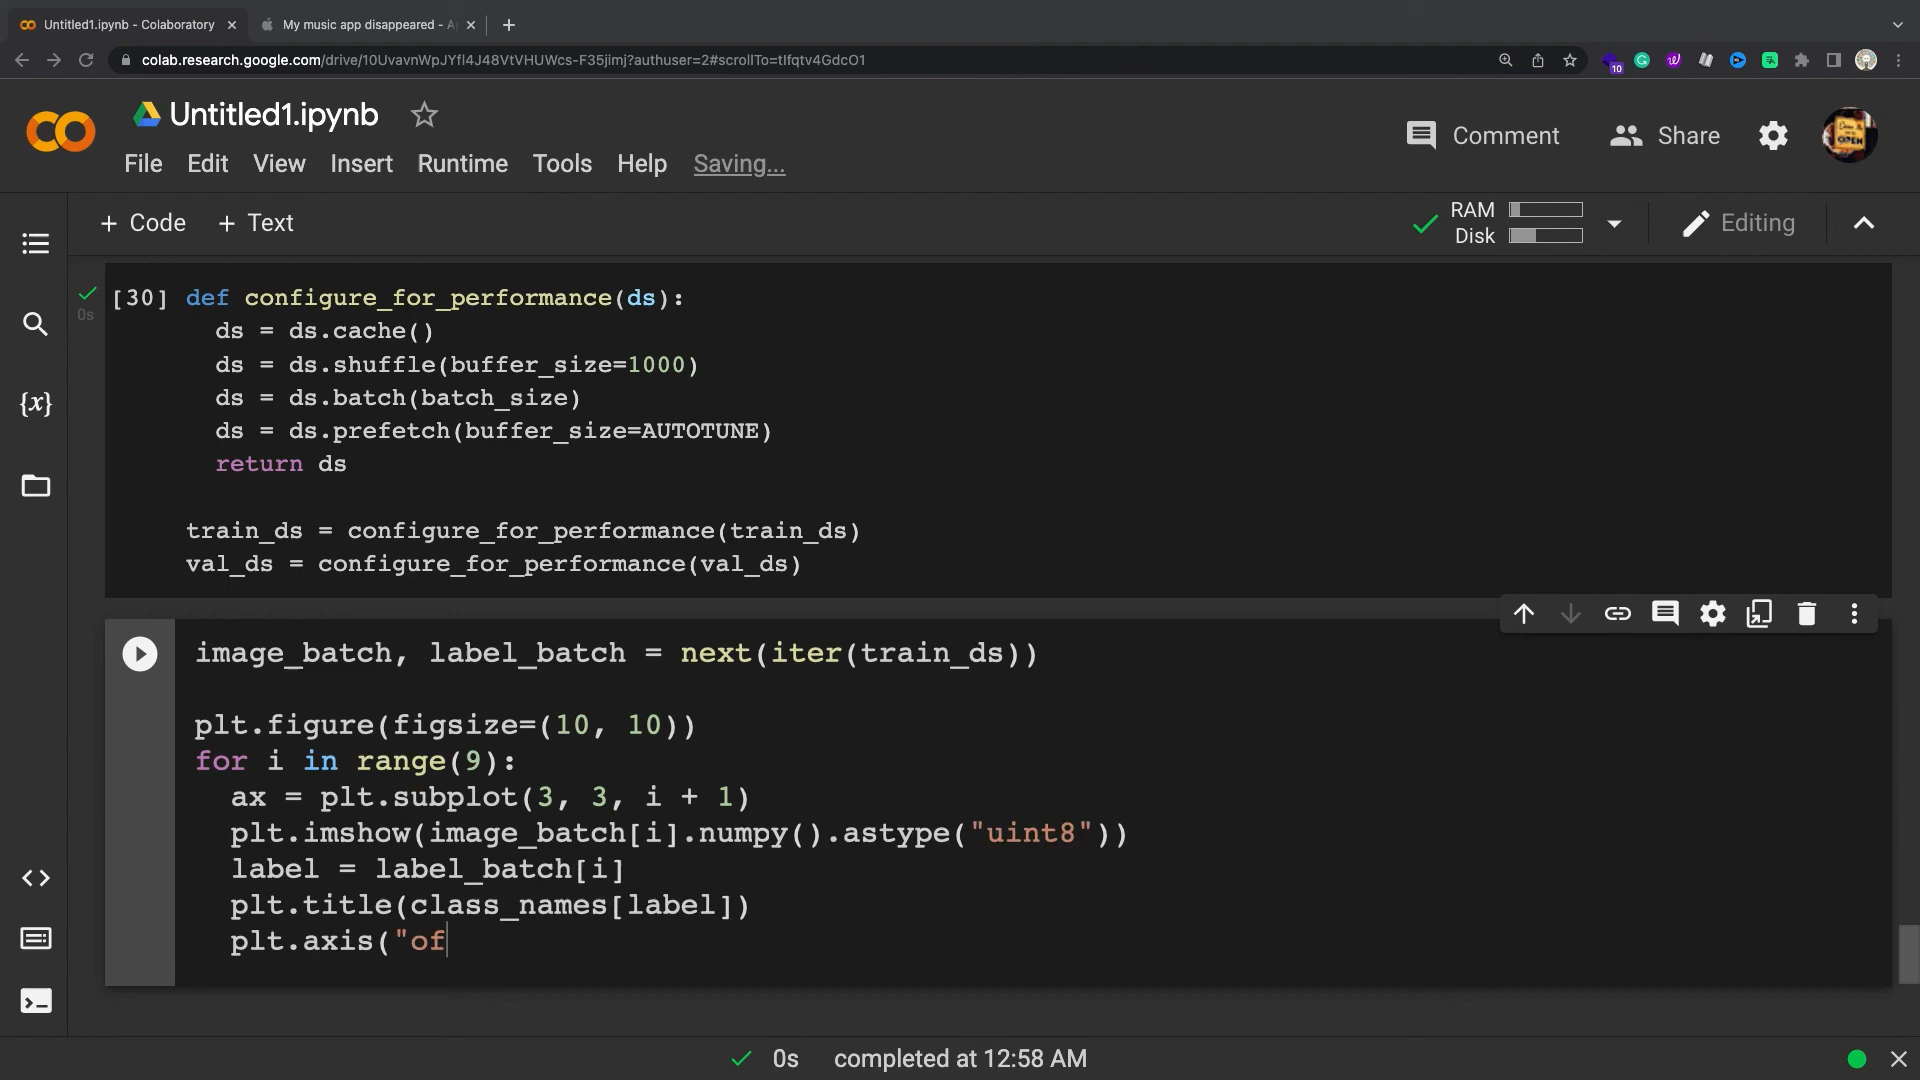 Untitled1.ipynb - Colaboratory
My music app disappeared - A
colab.research.google.com/drive/10UvavnWpJYfl4J48VtVHUWcs-F35jimj?authuser=2#scrollTo=tIfqtv4GdcO1
10
Untitled1.ipynb
Comment
Share
File Edit View Insert Runtime Tools Help Saving...
+ Code + Text
RAM
Disk
Editing
[30] def configure_for_performance(ds):
0s
ds = ds.cache()
ds = ds.shuffle(buffer_size=1000)
ds = ds.batch(batch_size)
ds = ds.prefetch(buffer_size=AUTOTUNE)
return ds
train_ds = configure_for_performance(train_ds)
val_ds = configure_for_performance(val_ds)
image_batch, label_batch = next(iter(train_ds))
plt.figure(figsize=(10, 10))
for i in range(9):
ax = plt.subplot(3, 3, i + 1)
plt.imshow(image_batch[i].numpy().astype("uint8"))
label = label_batch[i]
plt.title(class_names[label])
plt.axis("of
0s completed at 12:58 AM